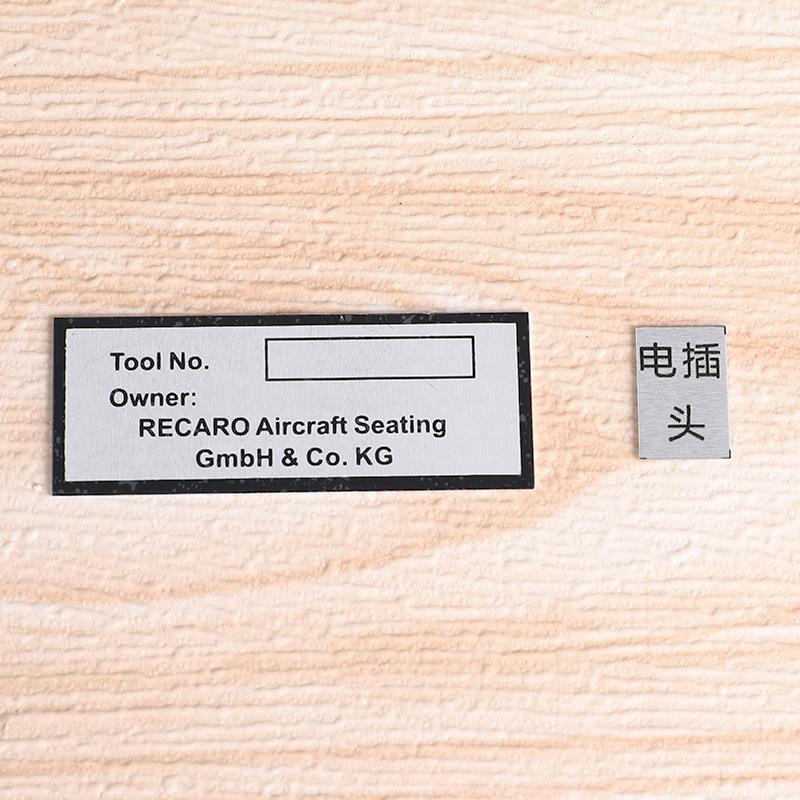 Tool No.
Owner:
RECARO Aircraft Seating
GmbH & Co. KG
电插
头